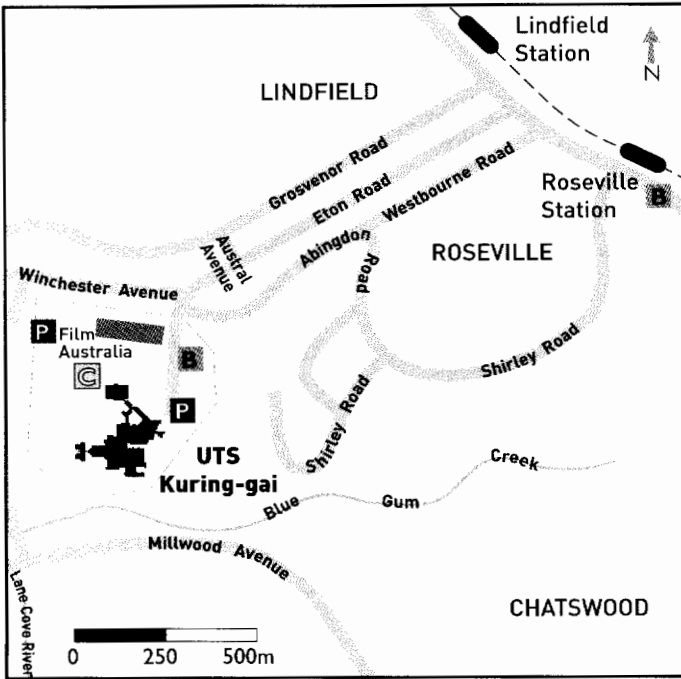 Lindfield
Station
N
LINDFIELD
Grosvenor Road
Eton Road
Westbourne Road
Roseville
Station
B
Austral
Avenue
Abingdon
Road
ROSEVILLE
Winchester Avenue
P
Film
Australia
B
C
Shirley Road
P
Shirley Road
UTS
Kuring-gai
Creek
Blue
Gum
Millwood Avenue
Lane Cove River
CHATSWOOD
0 250 500m